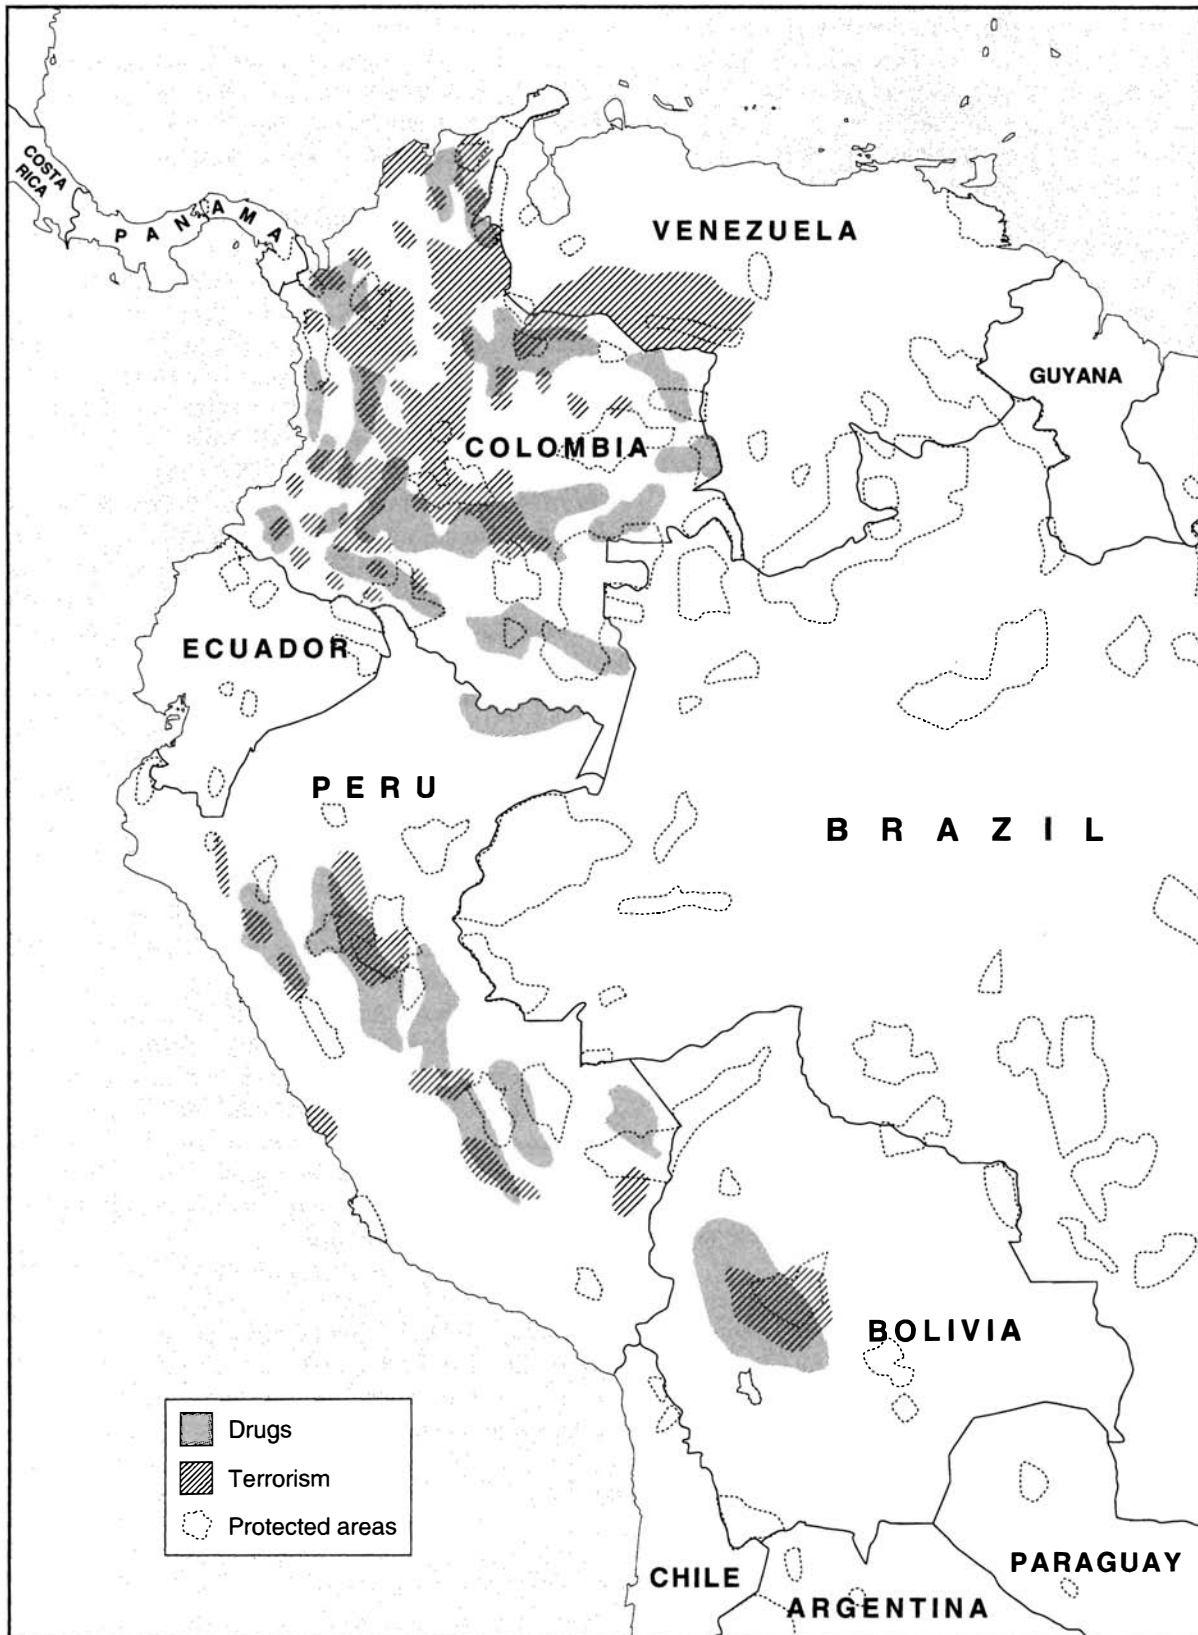 COSTA
RICA
PANAMA
VENEZUELA
GUYANA
COLOMBIA
ECUADOR
PERU
BRAZIL
BOLIVIA
Drugs
Terrorism
Protected areas
CHILE
PARAGUAY
ARGENTINA